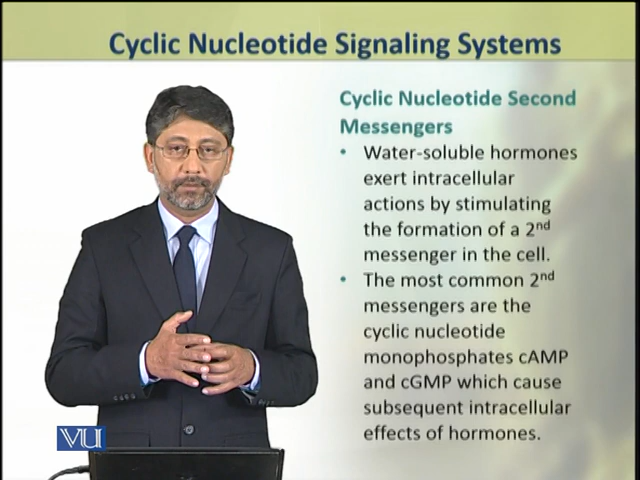 Cyclic Nucleotide Signaling Systems
Cyclic Nucleotide Second
Messengers
• Water-soluble hormones
exert intracellular
actions by stimulating
the formation of a 2nd
messenger in the cell.
• The most common 2nd
messengers are the
cyclic nucleotide
monophosphates cAMP
and cGMP which cause
subsequent intracellular
effects of hormones.
VU